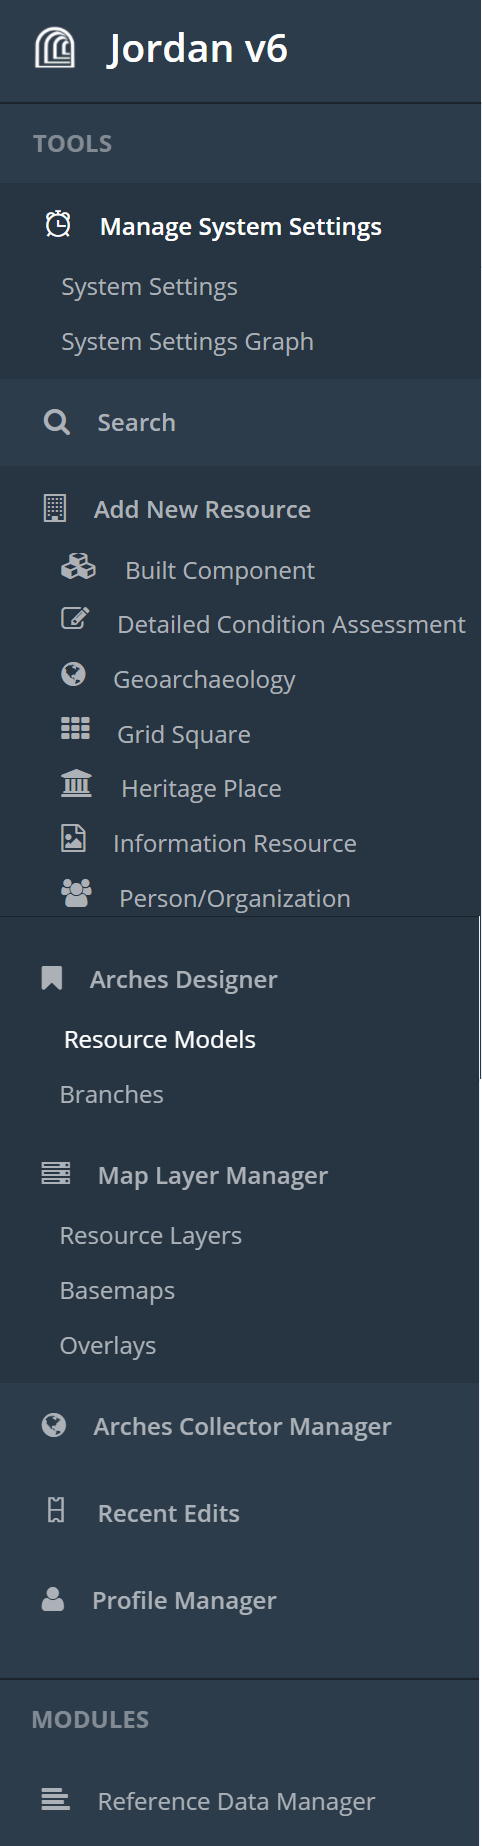 Jordan v6
TOOLS
Manage System Settings
System Settings
System Settings Graph
Search
Add New Resource
Built Component
Detailed Condition Assessment
Geoarchaeology
Grid Square
Heritage Place
Information Resource
Person/Organization
Arches Designer
Resource Models
Branches
Map Layer Manager
Resource Layers
Basemaps
Overlays
Arches Collector Manager
Recent Edits
Profile Manager
MODULES
Reference Data Manager